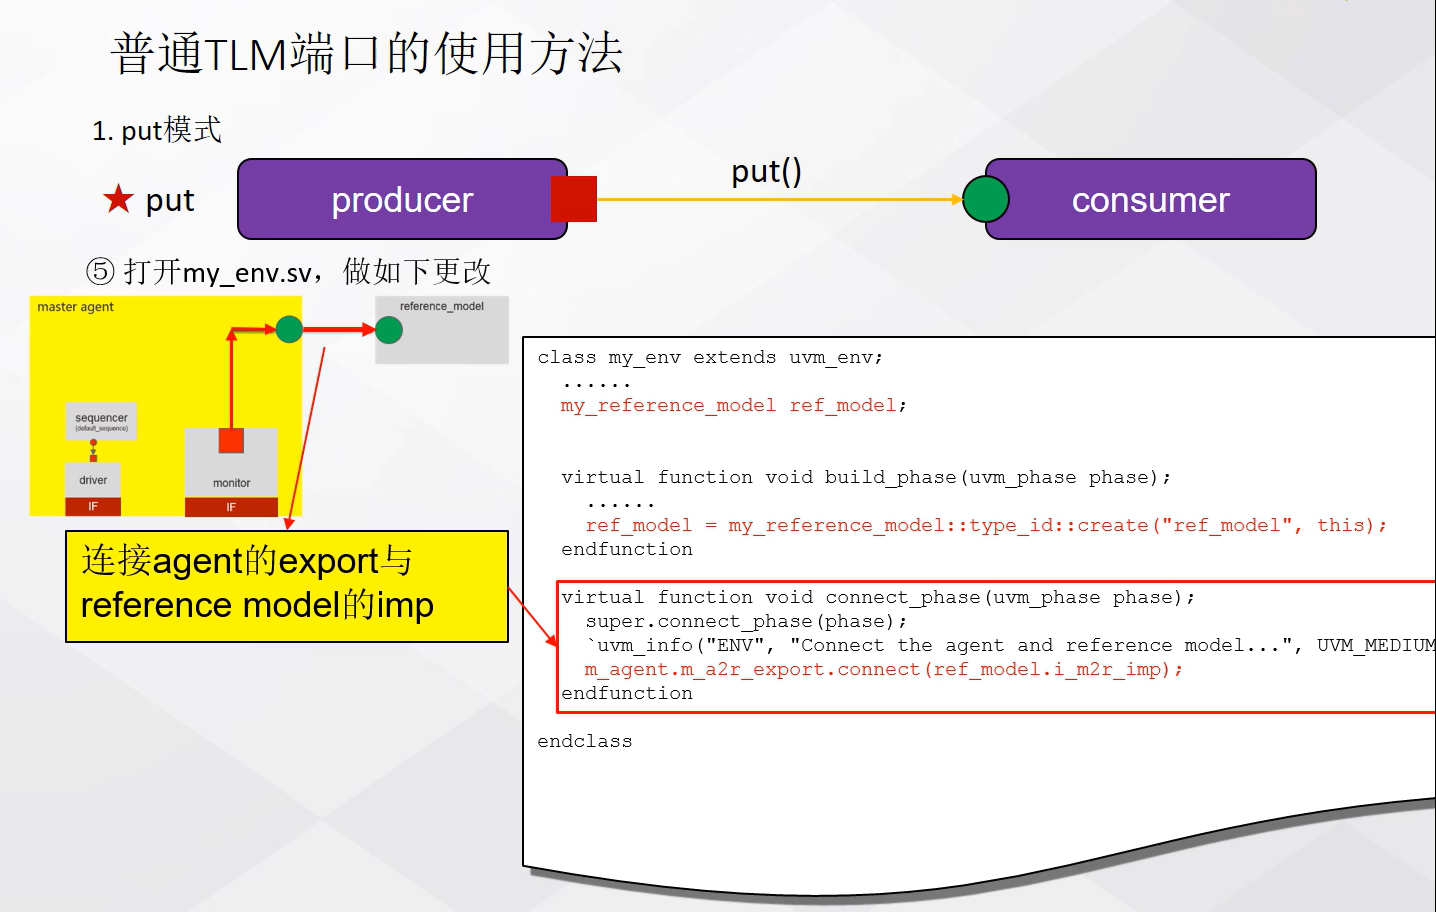 普通TLM端口的使用方法
1. put模式
★ put
producer
put()
consumer
⑤ 打开my_env.sv，做如下更改
master agent
reference_model
sequencer
(default_sequence)
driver
IF
monitor
IF
连接agent的export与
reference model的imp
class my_env extends uvm_env;
......
my_reference_model ref_model;
virtual function void build_phase(uvm_phase phase);
......
ref_model = my_reference_model::type_id::create("ref_model", this);
endfunction
virtual function void connect_phase(uvm_phase phase);
super.connect_phase(phase);
`uvm_info("ENV", "Connect the agent and reference model...", UVM_MEDIUM
m_agent.m_a2r_export.connect(ref_model.i_m2r_imp);
endfunction
endclass